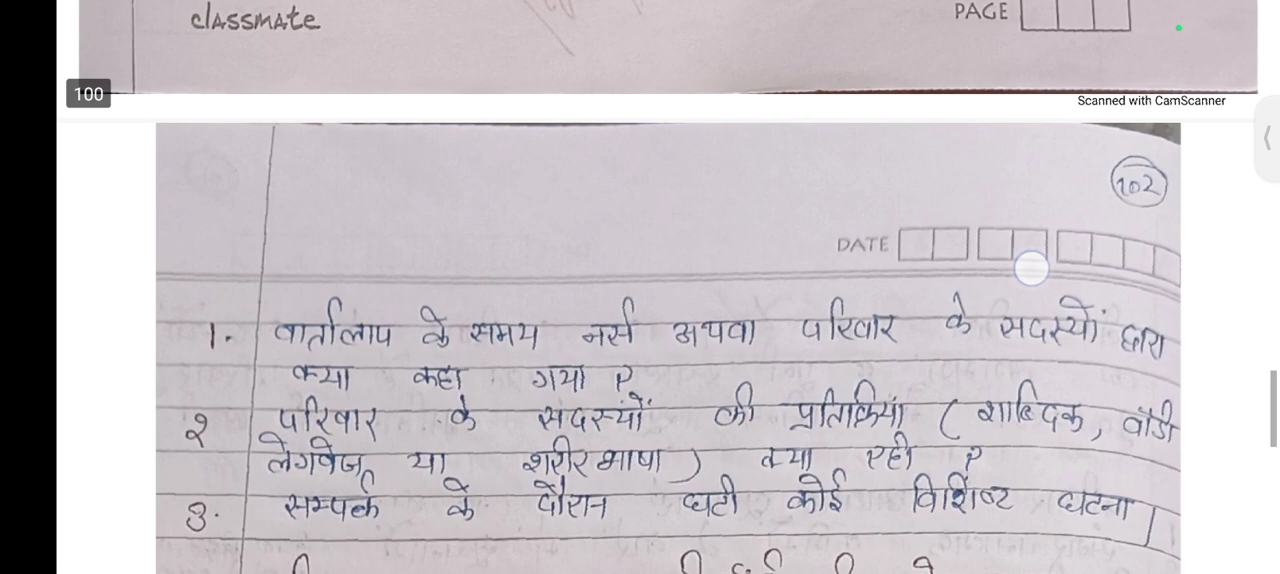 classmate
PAGE
100
Scanned with CamScanner
102
DATE
1. वार्तालाप के समय नर्स अथवा परिवार के सदस्यों द्वारा
क्या कहा गया ?
2 परिवार के सदस्यों की प्रतिक्रिया ( शाब्दिक, बॉडी
लेंगवेज या शरीर भाषा ) क्या रही ?
3. सम्पर्क के दौरान घटी कोई विशिष्ट घटना |